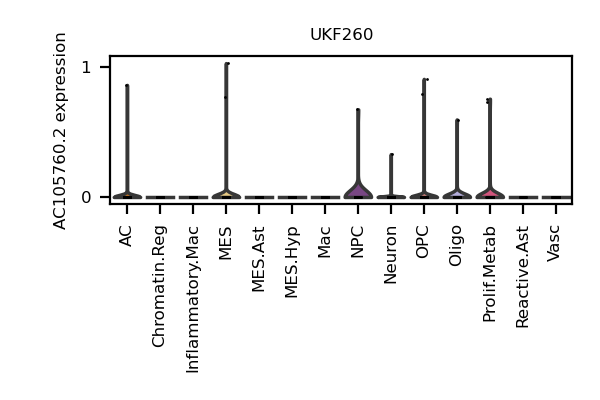 UKF260
AC105760.2 expression
1
0
AC
Chromatin.Reg
Inflammatory.Mac
MES
MES.Ast
MES.Hyp
Mac
NPC
Neuron
OPC
Oligo
Prolif.Metab
Reactive.Ast
Vasc